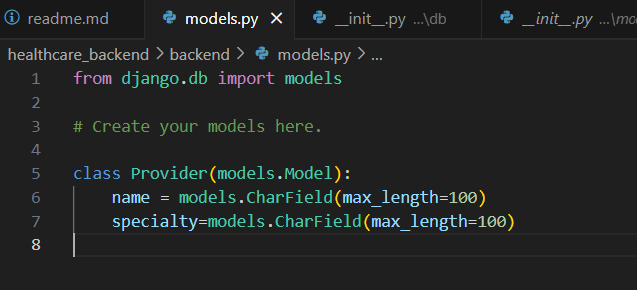 readme.md models.py __init__.py ...\db __init__.py ...\mo
healthcare_backend > backend > models.py > ...
1 from django.db import models
2
3 # Create your models here.
4
5 class Provider(models.Model):
6     name = models.CharField(max_length=100)
7     specialty=models.CharField(max_length=100)
8